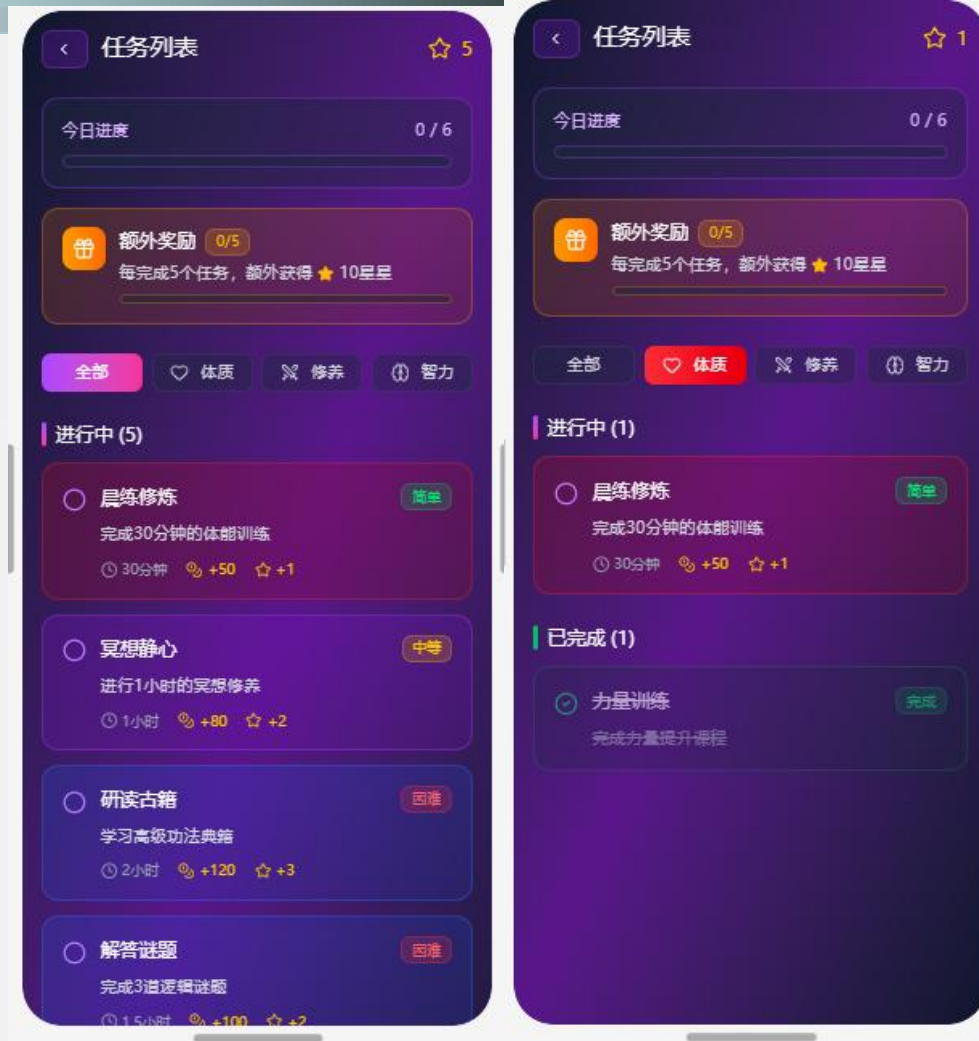 任务列表
5
今日进度
0 / 6
额外奖励 0/5
每完成5个任务，额外获得 10星星
全部 体质 修养 智力
进行中 (5)
晨练修炼
简单
完成30分钟的体能训练
30分钟 +50 +1
冥想静心
中等
进行1小时的冥想修养
1小时 +80 +2
研读古籍
困难
学习高级功法典籍
2小时 +120 +3
解答谜题
困难
完成3道逻辑谜题
1.5小时 +100 +2
任务列表
1
今日进度
0 / 6
额外奖励 0/5
每完成5个任务，额外获得 10星星
全部 体质 修养 智力
进行中 (1)
晨练修炼
简单
完成30分钟的体能训练
30分钟 +50 +1
已完成 (1)
力量训练
完成
完成力量提升课程